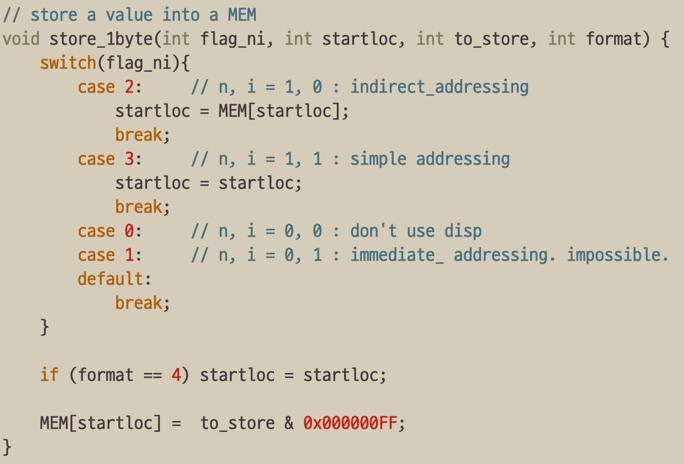 // store a value into a MEM
void store_1byte(int flag_ni, int startloc, int to_store, int format) {
    switch(flag_ni){
        case 2:     // n, i = 1, 0 : indirect_addressing
            startloc = MEM[startloc];
            break;
        case 3:     // n, i = 1, 1 : simple addressing
            startloc = startloc;
            break;
        case 0:     // n, i = 0, 0 : don't use disp
        case 1:     // n, i = 0, 1 : immediate_ addressing. impossible.
        default:
            break;
    }

    if (format == 4) startloc = startloc;

    MEM[startloc] =  to_store & 0x000000FF;
}